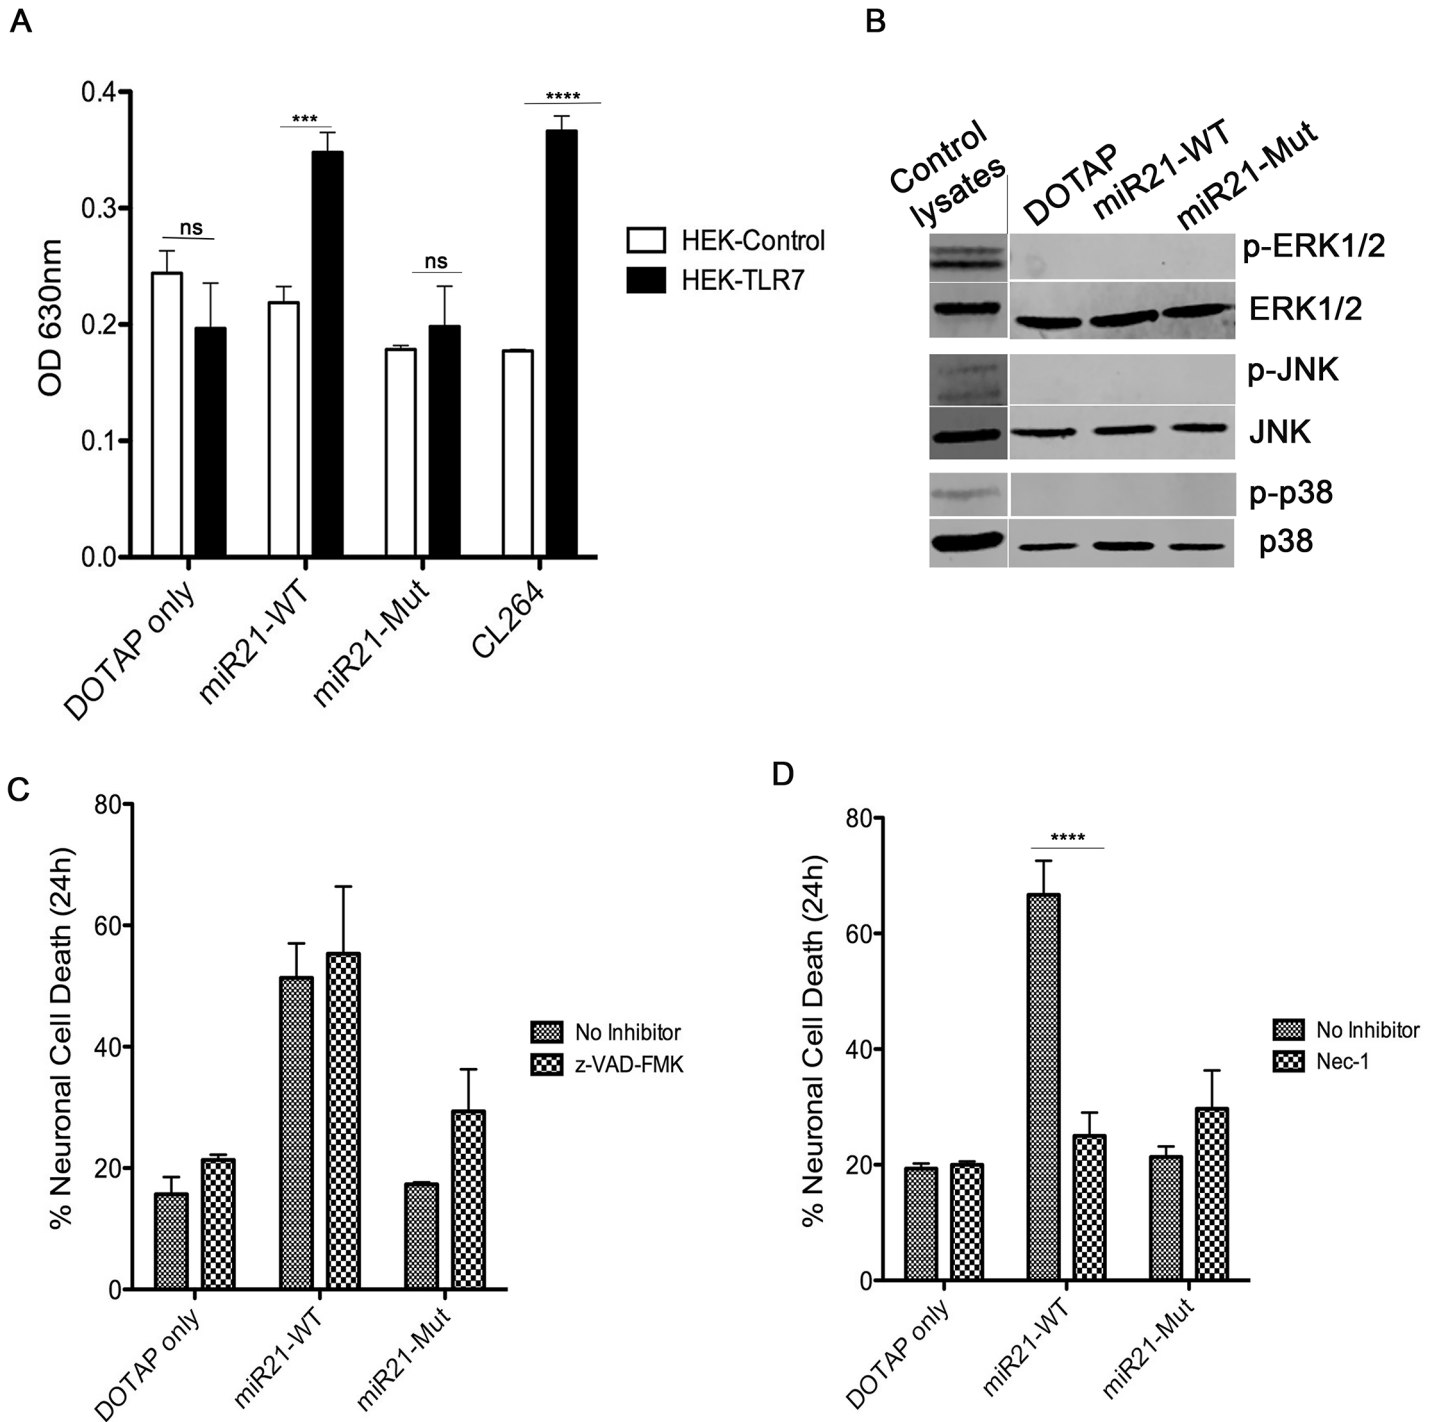 A
OD 630nm
0.4
0.3
0.2
0.1
0.0
ns
***
ns
****
DOTAP only
miR21-WT
miR21-Mut
CL264
HEK-Control
HEK-TLR7
B
Control
lysates
DOTAP
miR21-WT
miR21-Mut
p-ERK1/2
ERK1/2
p-JNK
JNK
p-p38
p38
C
% Neuronal Cell Death (24h)
80
60
40
20
0
DOTAP only
miR21-WT
miR21-Mut
No Inhibitor
z-VAD-FMK
D
% Neuronal Cell Death (24h)
80
60
40
20
0
****
DOTAP only
miR21-WT
miR21-Mut
No Inhibitor
Nec-1